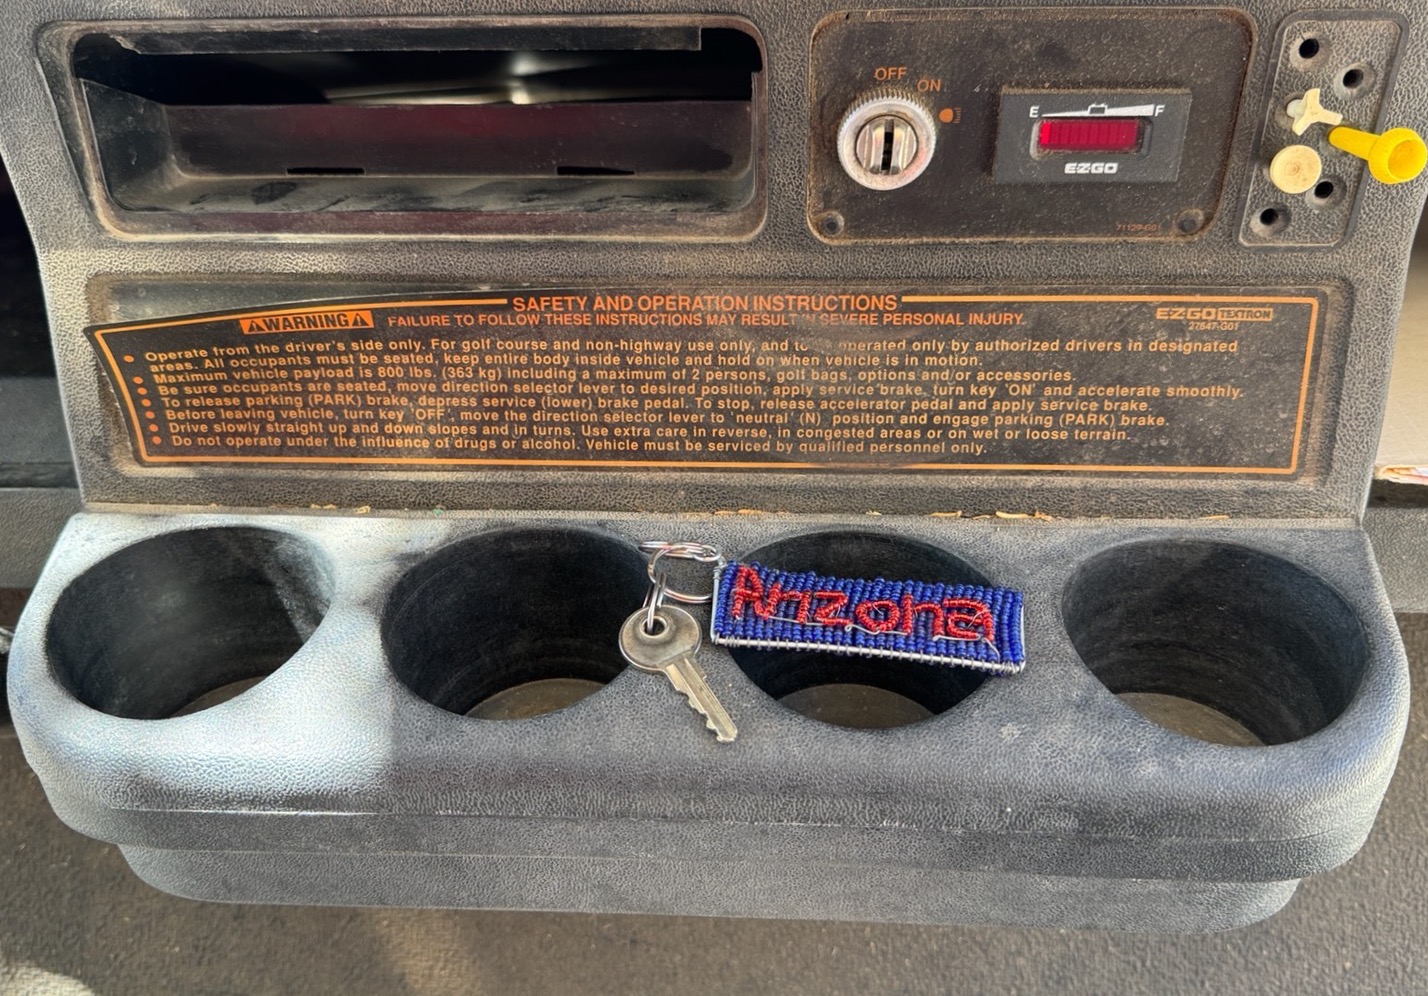 OFF
ON
E F
EZGO
71129-G01
SAFETY AND OPERATION INSTRUCTIONS
WARNING FAILURE TO FOLLOW THESE INSTRUCTIONS MAY RESULT IN SEVERE PERSONAL INJURY.
EZGO TEXTRON
27647-G01
Operate from the driver's side only. For golf course and non-highway use only, and to operated only by authorized drivers in designated
areas. All occupants must be seated, keep entire body inside vehicle and hold on when vehicle is in motion.
Maximum vehicle payload is 800 lbs. (363 kg) including a maximum of 2 persons, golf bags, options and or accessories.
Be sure occupants are seated, move direction selector lever to desired position, apply service brake, turn key 'ON' and accelerate smoothly.
To release parking (PARK) brake, depress service (lower) brake pedal. To stop, release accelerator pedal and apply service brake.
Before leaving vehicle, turn key 'OFF', move the direction selector lever to 'neutral' (N) position and engage parking (PARK) brake.
Drive slowly straight up and down slopes and in turns. Use extra care in reverse, in congested areas or on wet or loose terrain.
Do not operate under the influence of drugs or alcohol. Vehicle must be serviced by qualified personnel only.
Arizona